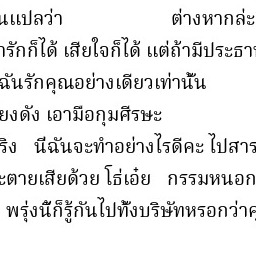 นแปลว่า ต่างหากล่ะ
ารักก็ได้ เสียใจก็ได้ แต่ถ้ามีประธา
ฉันรักคุณอย่างเดียวเท่านั้น
ยงดัง เอามือกุมศีรษะ
ริง นี่ฉันจะทำอย่างไรดีคะ ไปสาร
ะตายเสียด้วย โธ่เอ๋ย กรรมหนอก
พรุ่งนี้ก็รู้กันไปทั้งบริษัทหรอกว่าคุ